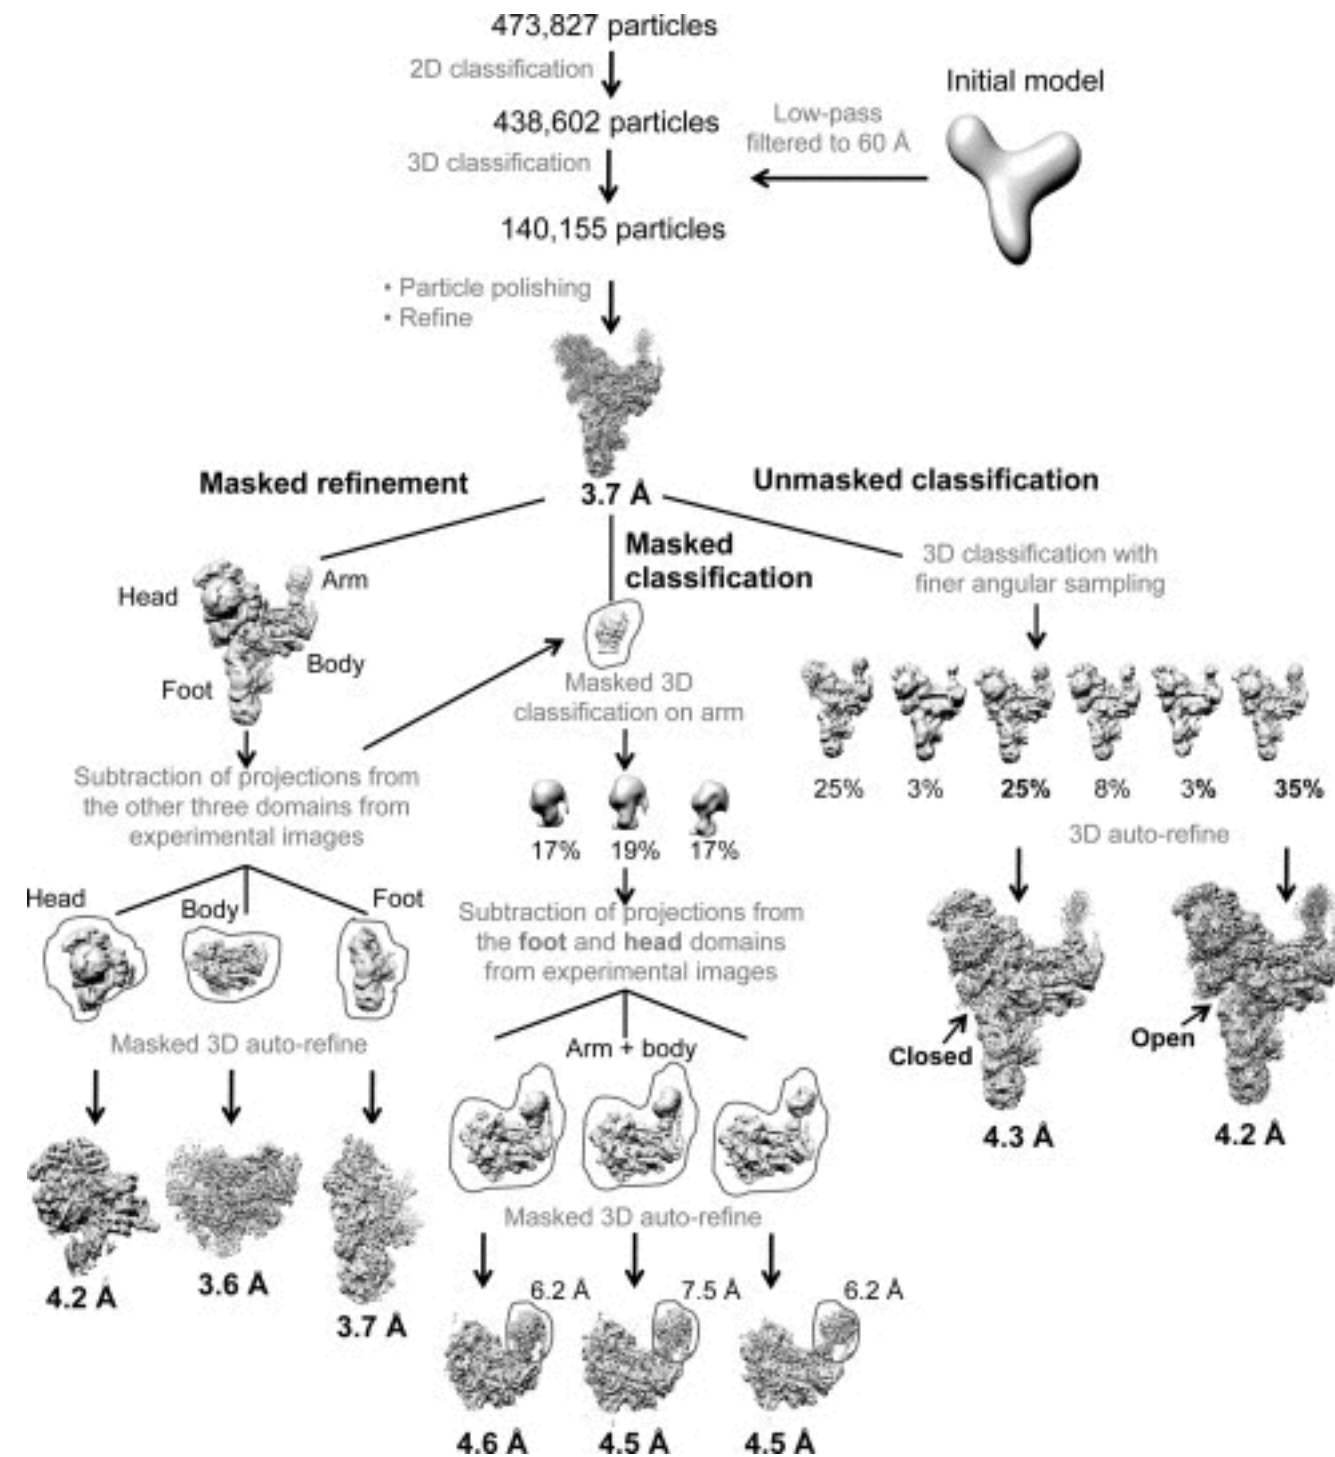 473,827 particles
2D classification
Initial model
438,602 particles
Low-pass
filtered to 60 Å
3D classification
140,155 particles
• Particle polishing
• Refine
3.7 Å
Masked refinement
Unmasked classification
Masked
classification
3D classification with
finer angular sampling
Head
Arm
Body
Foot
Subtraction of projections from
the other three domains from
experimental images
Head
Body
Foot
Masked 3D auto-refine
4.2 Å
3.6 Å
3.7 Å
Masked 3D
classification on arm
17% 19% 17%
Subtraction of projections from
the foot and head domains
from experimental images
Arm + body
Masked 3D auto-refine
6.2 Å 7.5 Å 6.2 Å
4.6 Å 4.5 Å 4.5 Å
25% 3% 25% 8% 3% 35%
3D auto-refine
Closed
Open
4.3 Å 4.2 Å